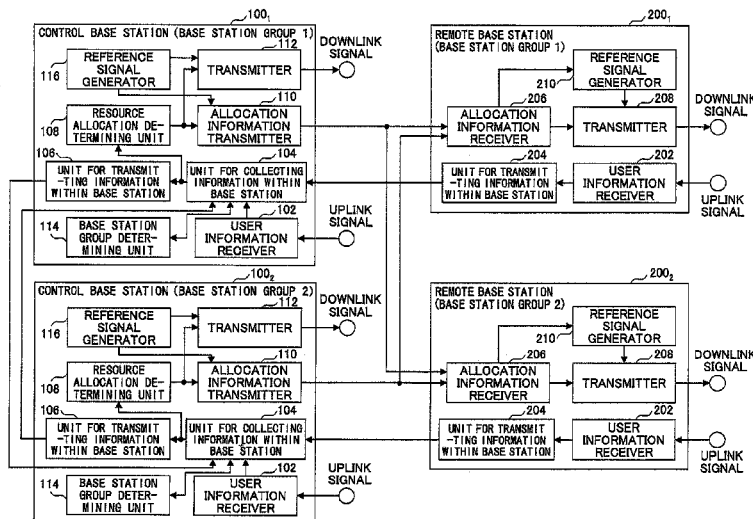 CONTROL BASE STATION (BASE STATION GROUP 1)
100₁
116
REFERENCE
SIGNAL
GENERATOR
112
TRANSMITTER
DOWNLINK
SIGNAL
110
108
RESOURCE
ALLOCATION DE-
TERMINING UNIT
ALLOCATION
INFORMATION
TRANSMITTER
106
UNIT FOR TRANSMIT
-TING INFORMATION
WITHIN BASE STATION
104
UNIT FOR COLLECTING
INFORMATION WITHIN
BASE STATION
114
BASE STATION
GROUP DETER-
MINING UNIT
102
USER
INFORMATION
RECEIVER
UPLINK
SIGNAL
REMOTE BASE STATION
(BASE STATION GROUP 1)
200₁
210
REFERENCE
SIGNAL
GENERATOR
206
ALLOCATION
INFORMATION
RECEIVER
208
TRANSMITTER
DOWNLINK
SIGNAL
204
UNIT FOR TRANSMIT
-TING INFORMATION
WITHIN BASE STATION
202
USER
INFORMATION
RECEIVER
UPLINK
SIGNAL
CONTROL BASE STATION (BASE STATION GROUP 2)
100₂
116
REFERENCE
SIGNAL
GENERATOR
112
TRANSMITTER
DOWNLINK
SIGNAL
110
108
RESOURCE
ALLOCATION DE-
TERMINING UNIT
ALLOCATION
INFORMATION
TRANSMITTER
106
UNIT FOR TRANSMIT
-TING INFORMATION
WITHIN BASE STATION
104
UNIT FOR COLLECTING
INFORMATION WITHIN
BASE STATION
114
BASE STATION
GROUP DETER-
MINING UNIT
102
USER
INFORMATION
RECEIVER
UPLINK
SIGNAL
REMOTE BASE STATION
(BASE STATION GROUP 2)
200₂
210
REFERENCE
SIGNAL
GENERATOR
206
ALLOCATION
INFORMATION
RECEIVER
208
TRANSMITTER
DOWNLINK
SIGNAL
204
UNIT FOR TRANSMIT
-TING INFORMATION
WITHIN BASE STATION
202
USER
INFORMATION
RECEIVER
UPLINK
SIGNAL